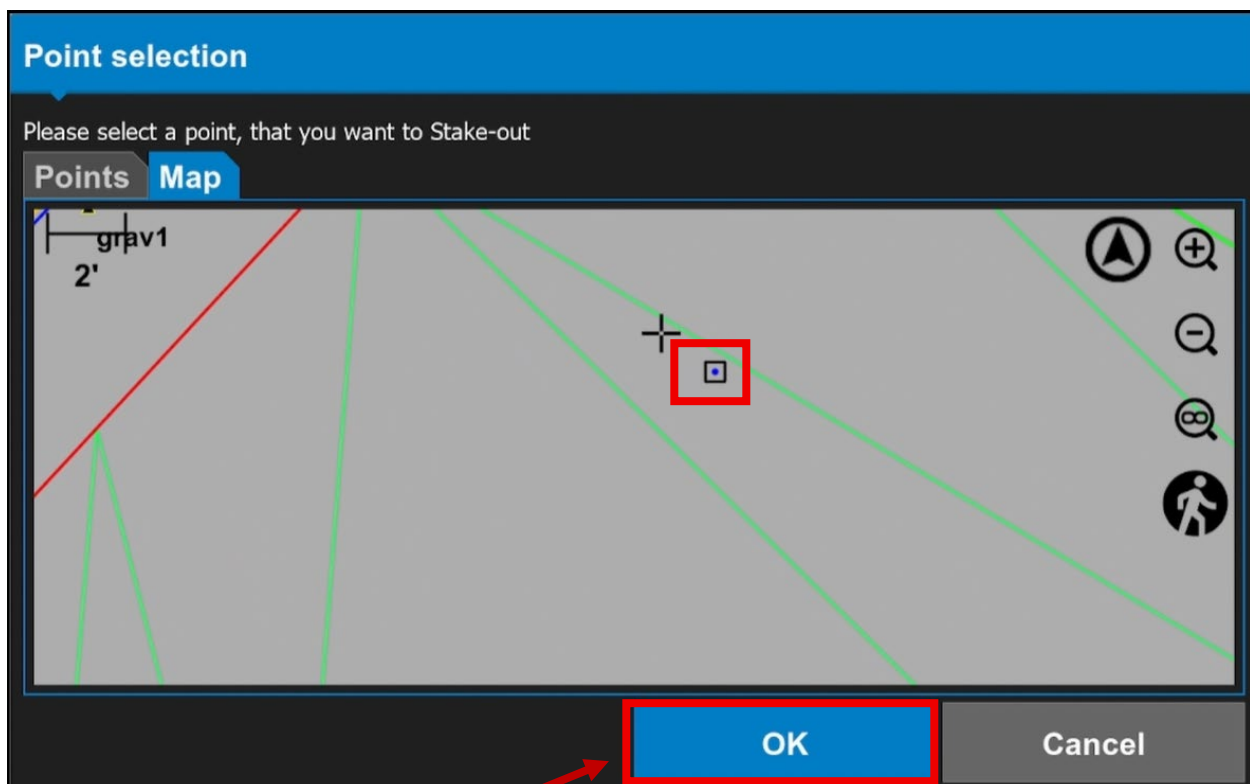 Point selection
Please select a point, that you want to Stake-out
Points Map
grav1
2'
OK Cancel